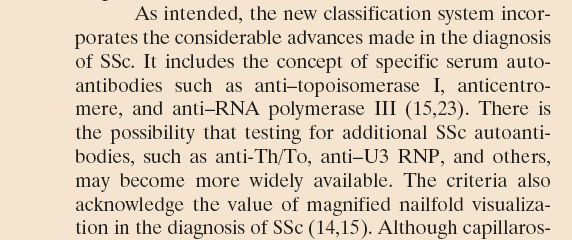 As intended, the new classification system incor-
porates the considerable advances made in the diagnosis
of SSc. It includes the concept of specific serum auto-
antibodies such as anti–topoisomerase I, anticentro-
mere, and anti–RNA polymerase III (15,23). There is
the possibility that testing for additional SSc autoanti-
bodies, such as anti-Th/To, anti–U3 RNP, and others,
may become more widely available. The criteria also
acknowledge the value of magnified nailfold visualiza-
tion in the diagnosis of SSc (14,15). Although capillaros-